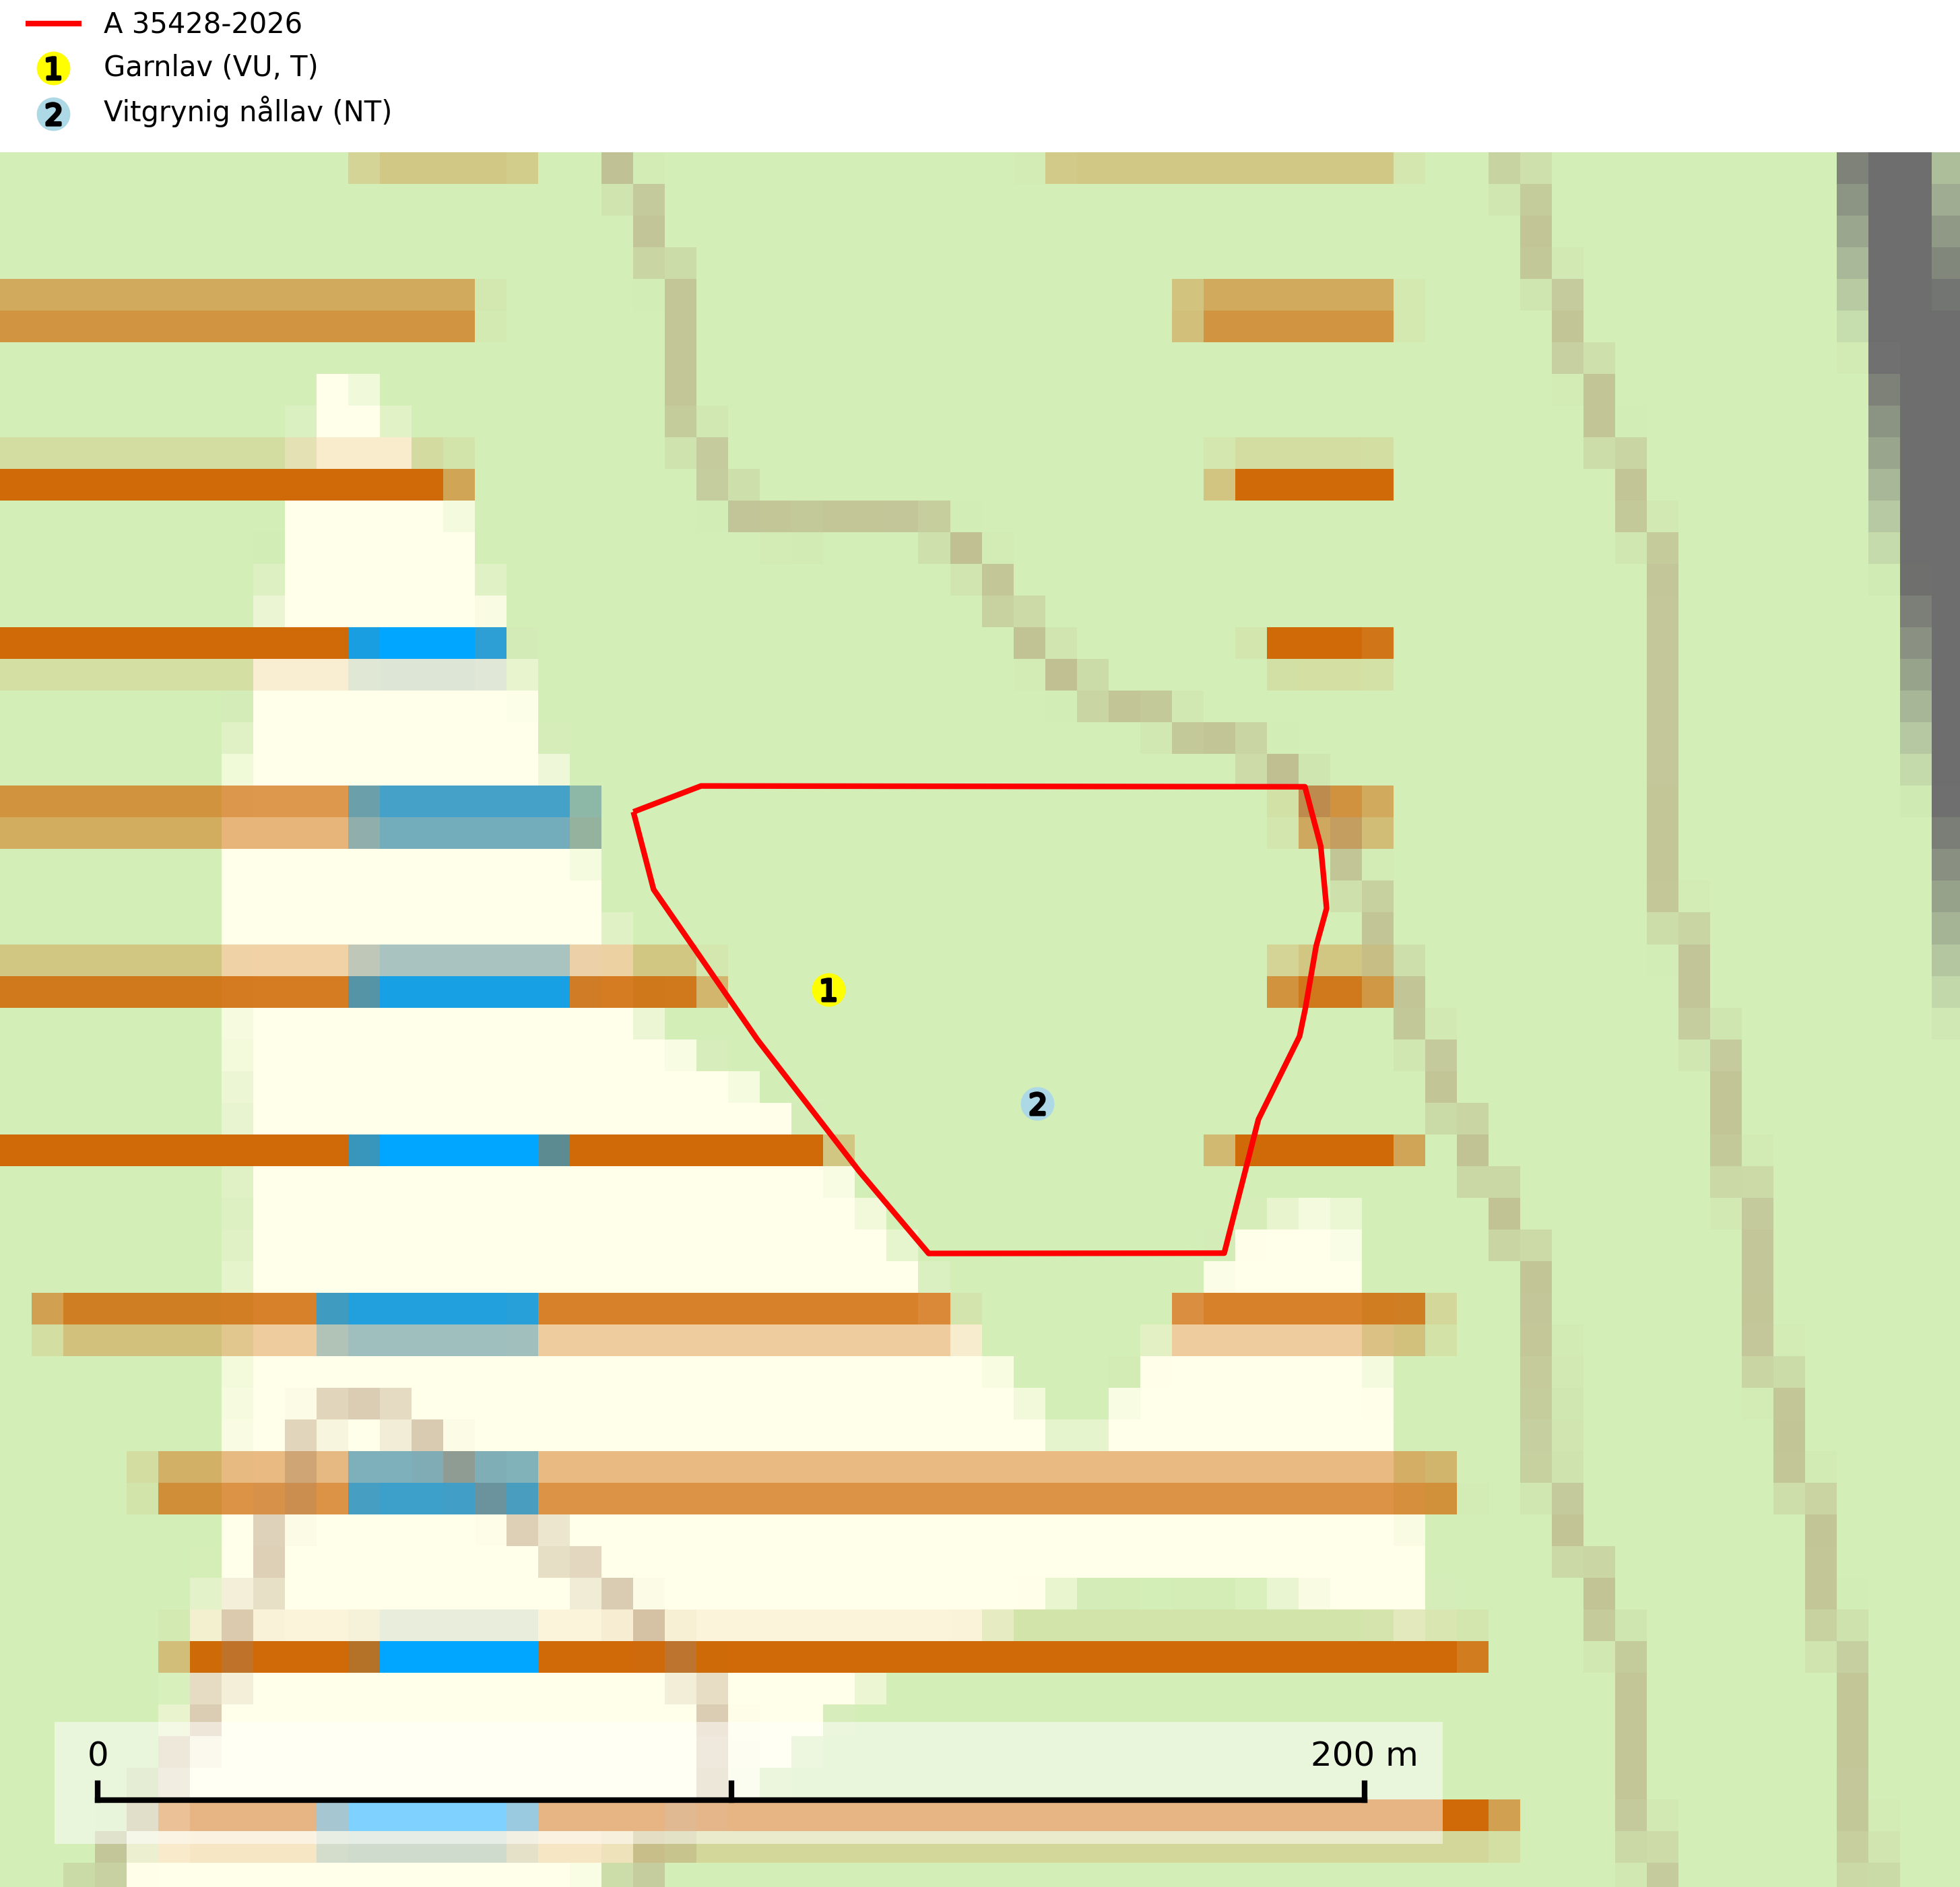 A 35428-2026
1 Garnlav (VU, T)
2 Vitgrynig nållav (NT)
1
2
0 200 m